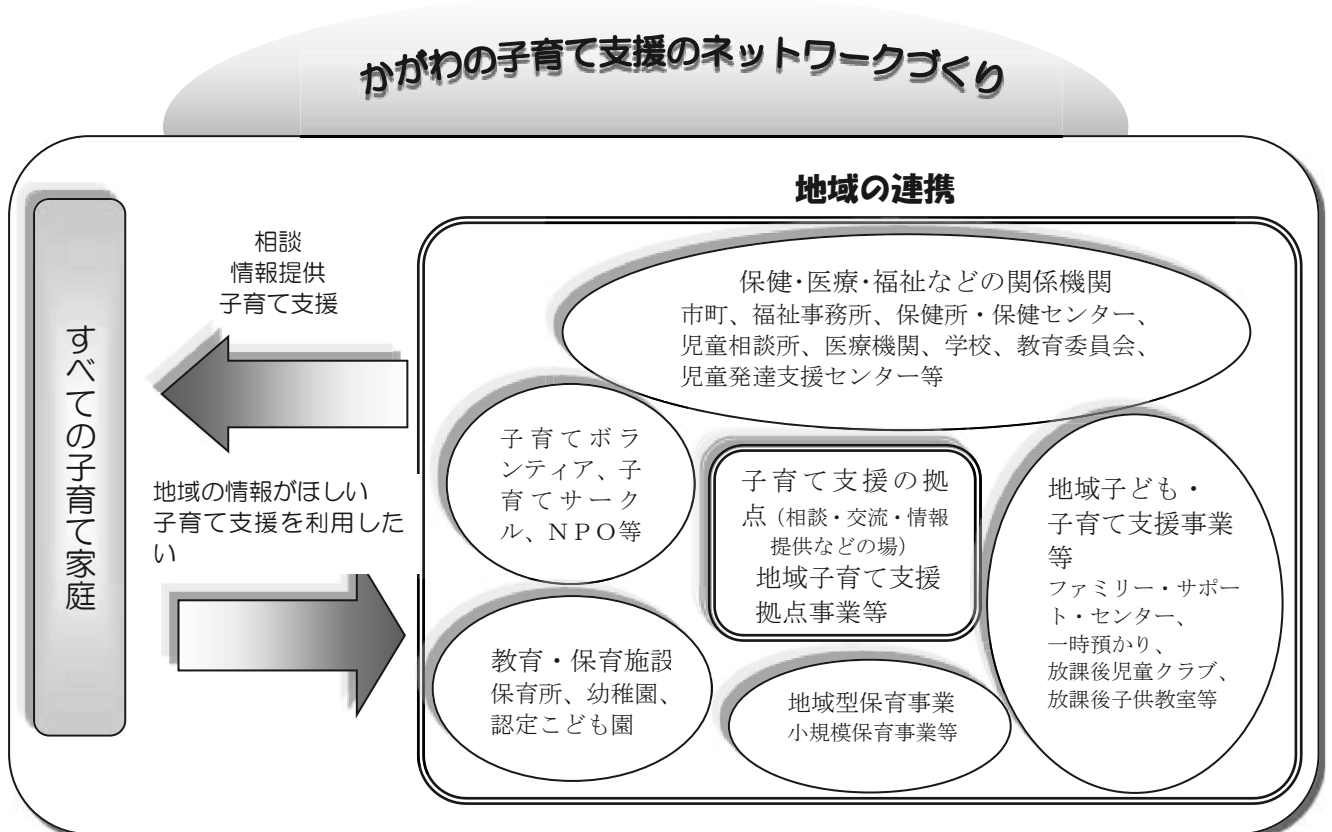 かがわの子育て支援のネットワークづくり
地域の連携
すべての子育て家庭
相談
情報提供
子育て支援
地域の情報がほしい
子育て支援を利用した
い
保健・医療・福祉などの関係機関
市町、福祉事務所、保健所・保健センター、
児童相談所、医療機関、学校、教育委員会、
児童発達支援センター等
子育てボラ
ンティア、子
育てサーク
ル、ＮＰＯ等
子育て支援の拠
点（相談・交流・情報
提供などの場）
地域子育て支援
拠点事業等
地域子ども・
子育て支援事業
等
ファミリー・サポー
ト・センター、
一時預かり、
放課後児童クラブ、
放課後子供教室等
教育・保育施設
保育所、幼稚園、
認定こども園
地域型保育事業
小規模保育事業等